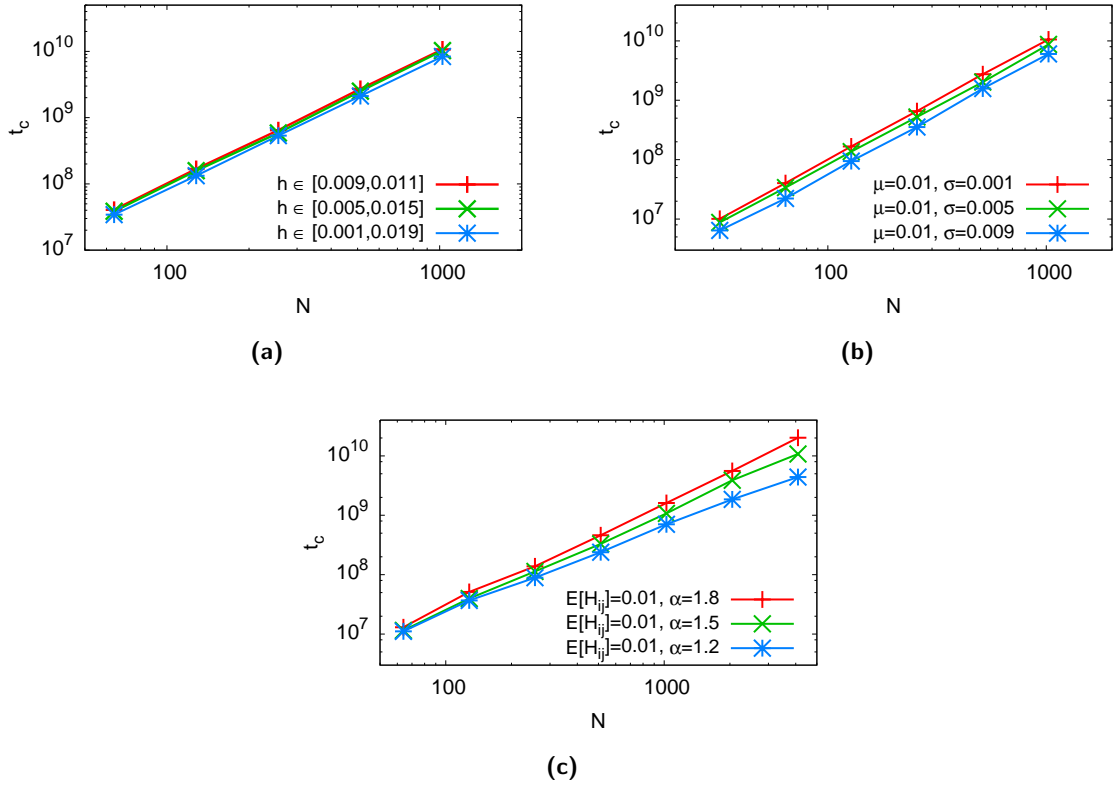 10^10
10^9
10^8
10^7
t_c
100
1000
N
h ∈ [0.009,0.011]
h ∈ [0.005,0.015]
h ∈ [0.001,0.019]
(a)
10^10
10^9
10^8
10^7
t_c
100
1000
N
μ=0.01, σ=0.001
μ=0.01, σ=0.005
μ=0.01, σ=0.009
(b)
10^10
10^9
10^8
10^7
t_c
100
1000
N
E[H_ij]=0.01, α=1.8
E[H_ij]=0.01, α=1.5
E[H_ij]=0.01, α=1.2
(c)